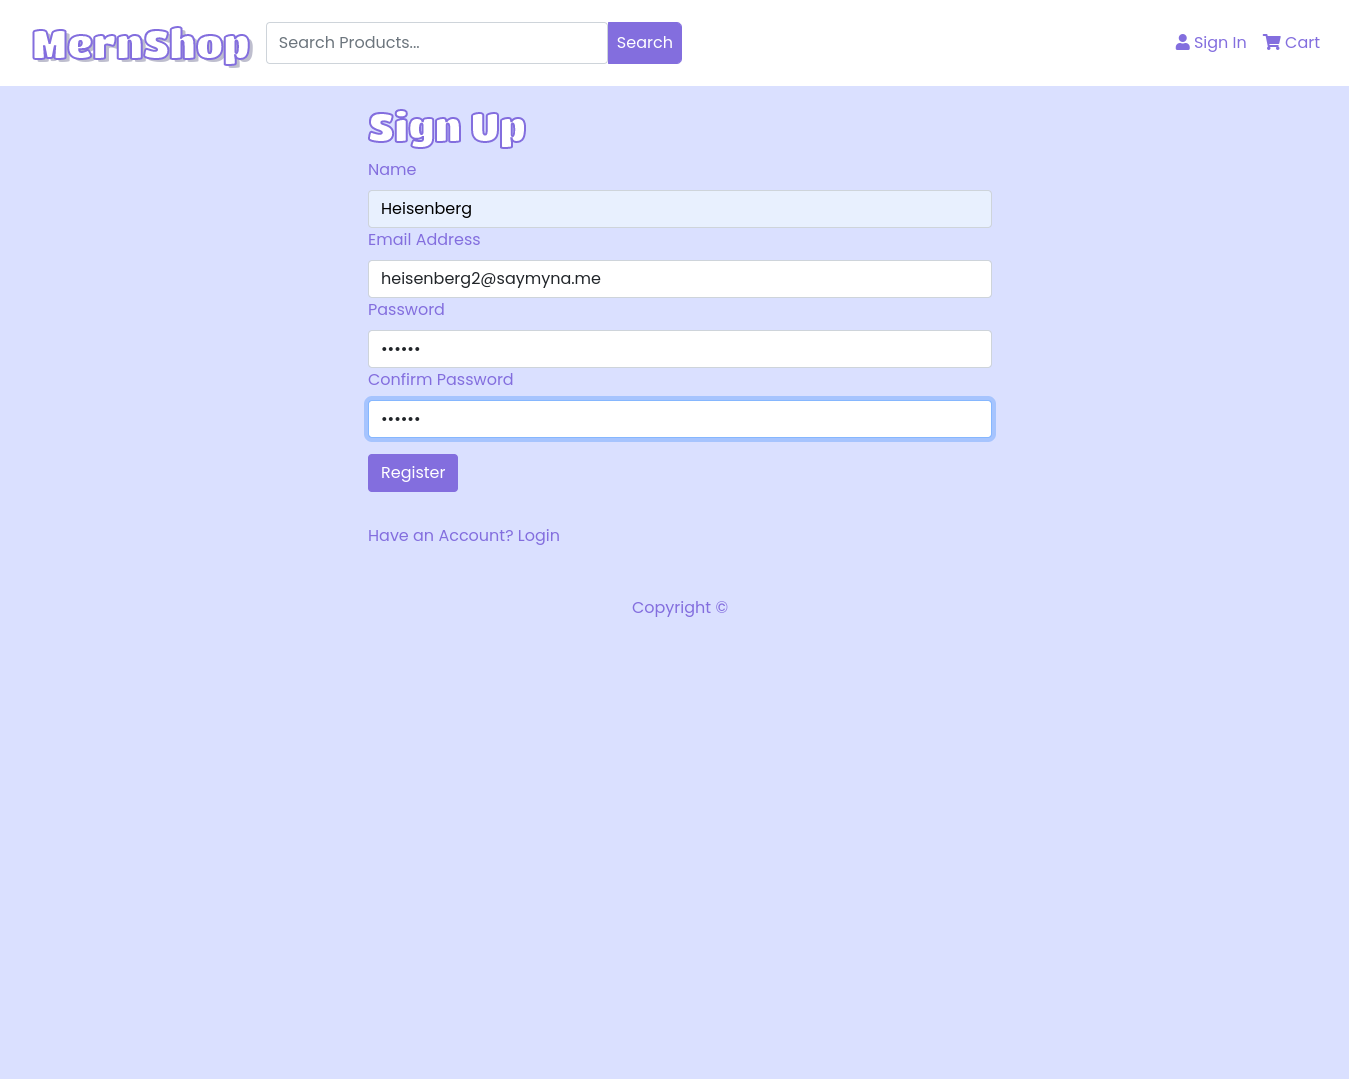 MernShop
Search Products...
Search
Sign In
Cart
Sign Up
Name
Heisenberg
Email Address
heisenberg2@saymyna.me
Password
••••••
Confirm Password
••••••
Register
Have an Account? Login
Copyright ©